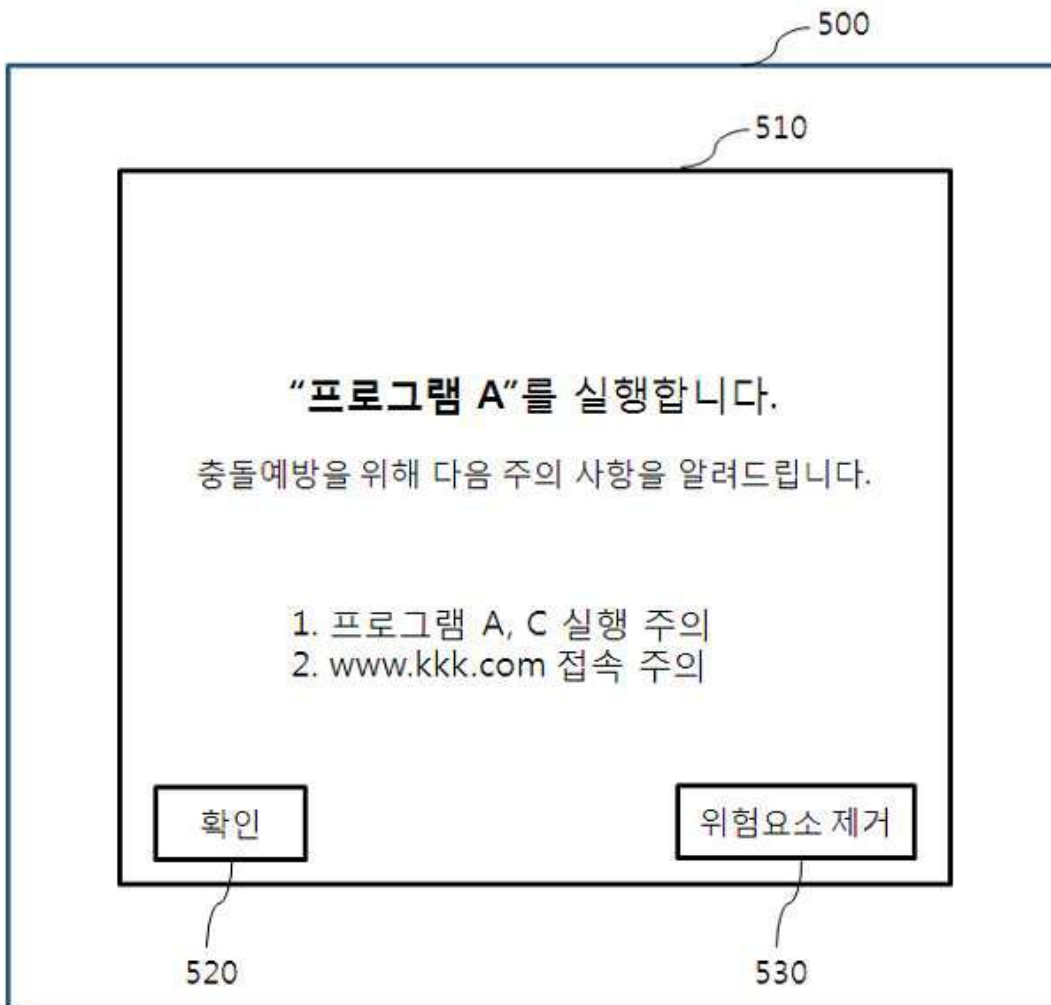 500
510
“프로그램 A”를 실행합니다.
충돌예방을 위해 다음 주의 사항을 알려드립니다.
1. 프로그램 A, C 실행 주의
2. www.kkk.com 접속 주의
확인
위험요소 제거
520
530